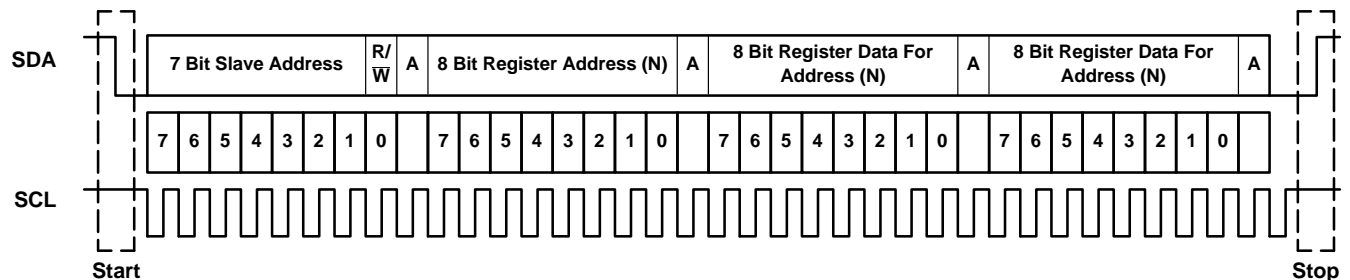 SDA
7 Bit Slave Address
R/
W
A
8 Bit Register Address (N)
A
8 Bit Register Data For
Address (N)
A
8 Bit Register Data For
Address (N)
A
7 6 5 4 3 2 1 0 7 6 5 4 3 2 1 0 7 6 5 4 3 2 1 0 7 6 5 4 3 2 1 0
SCL
Start
Stop